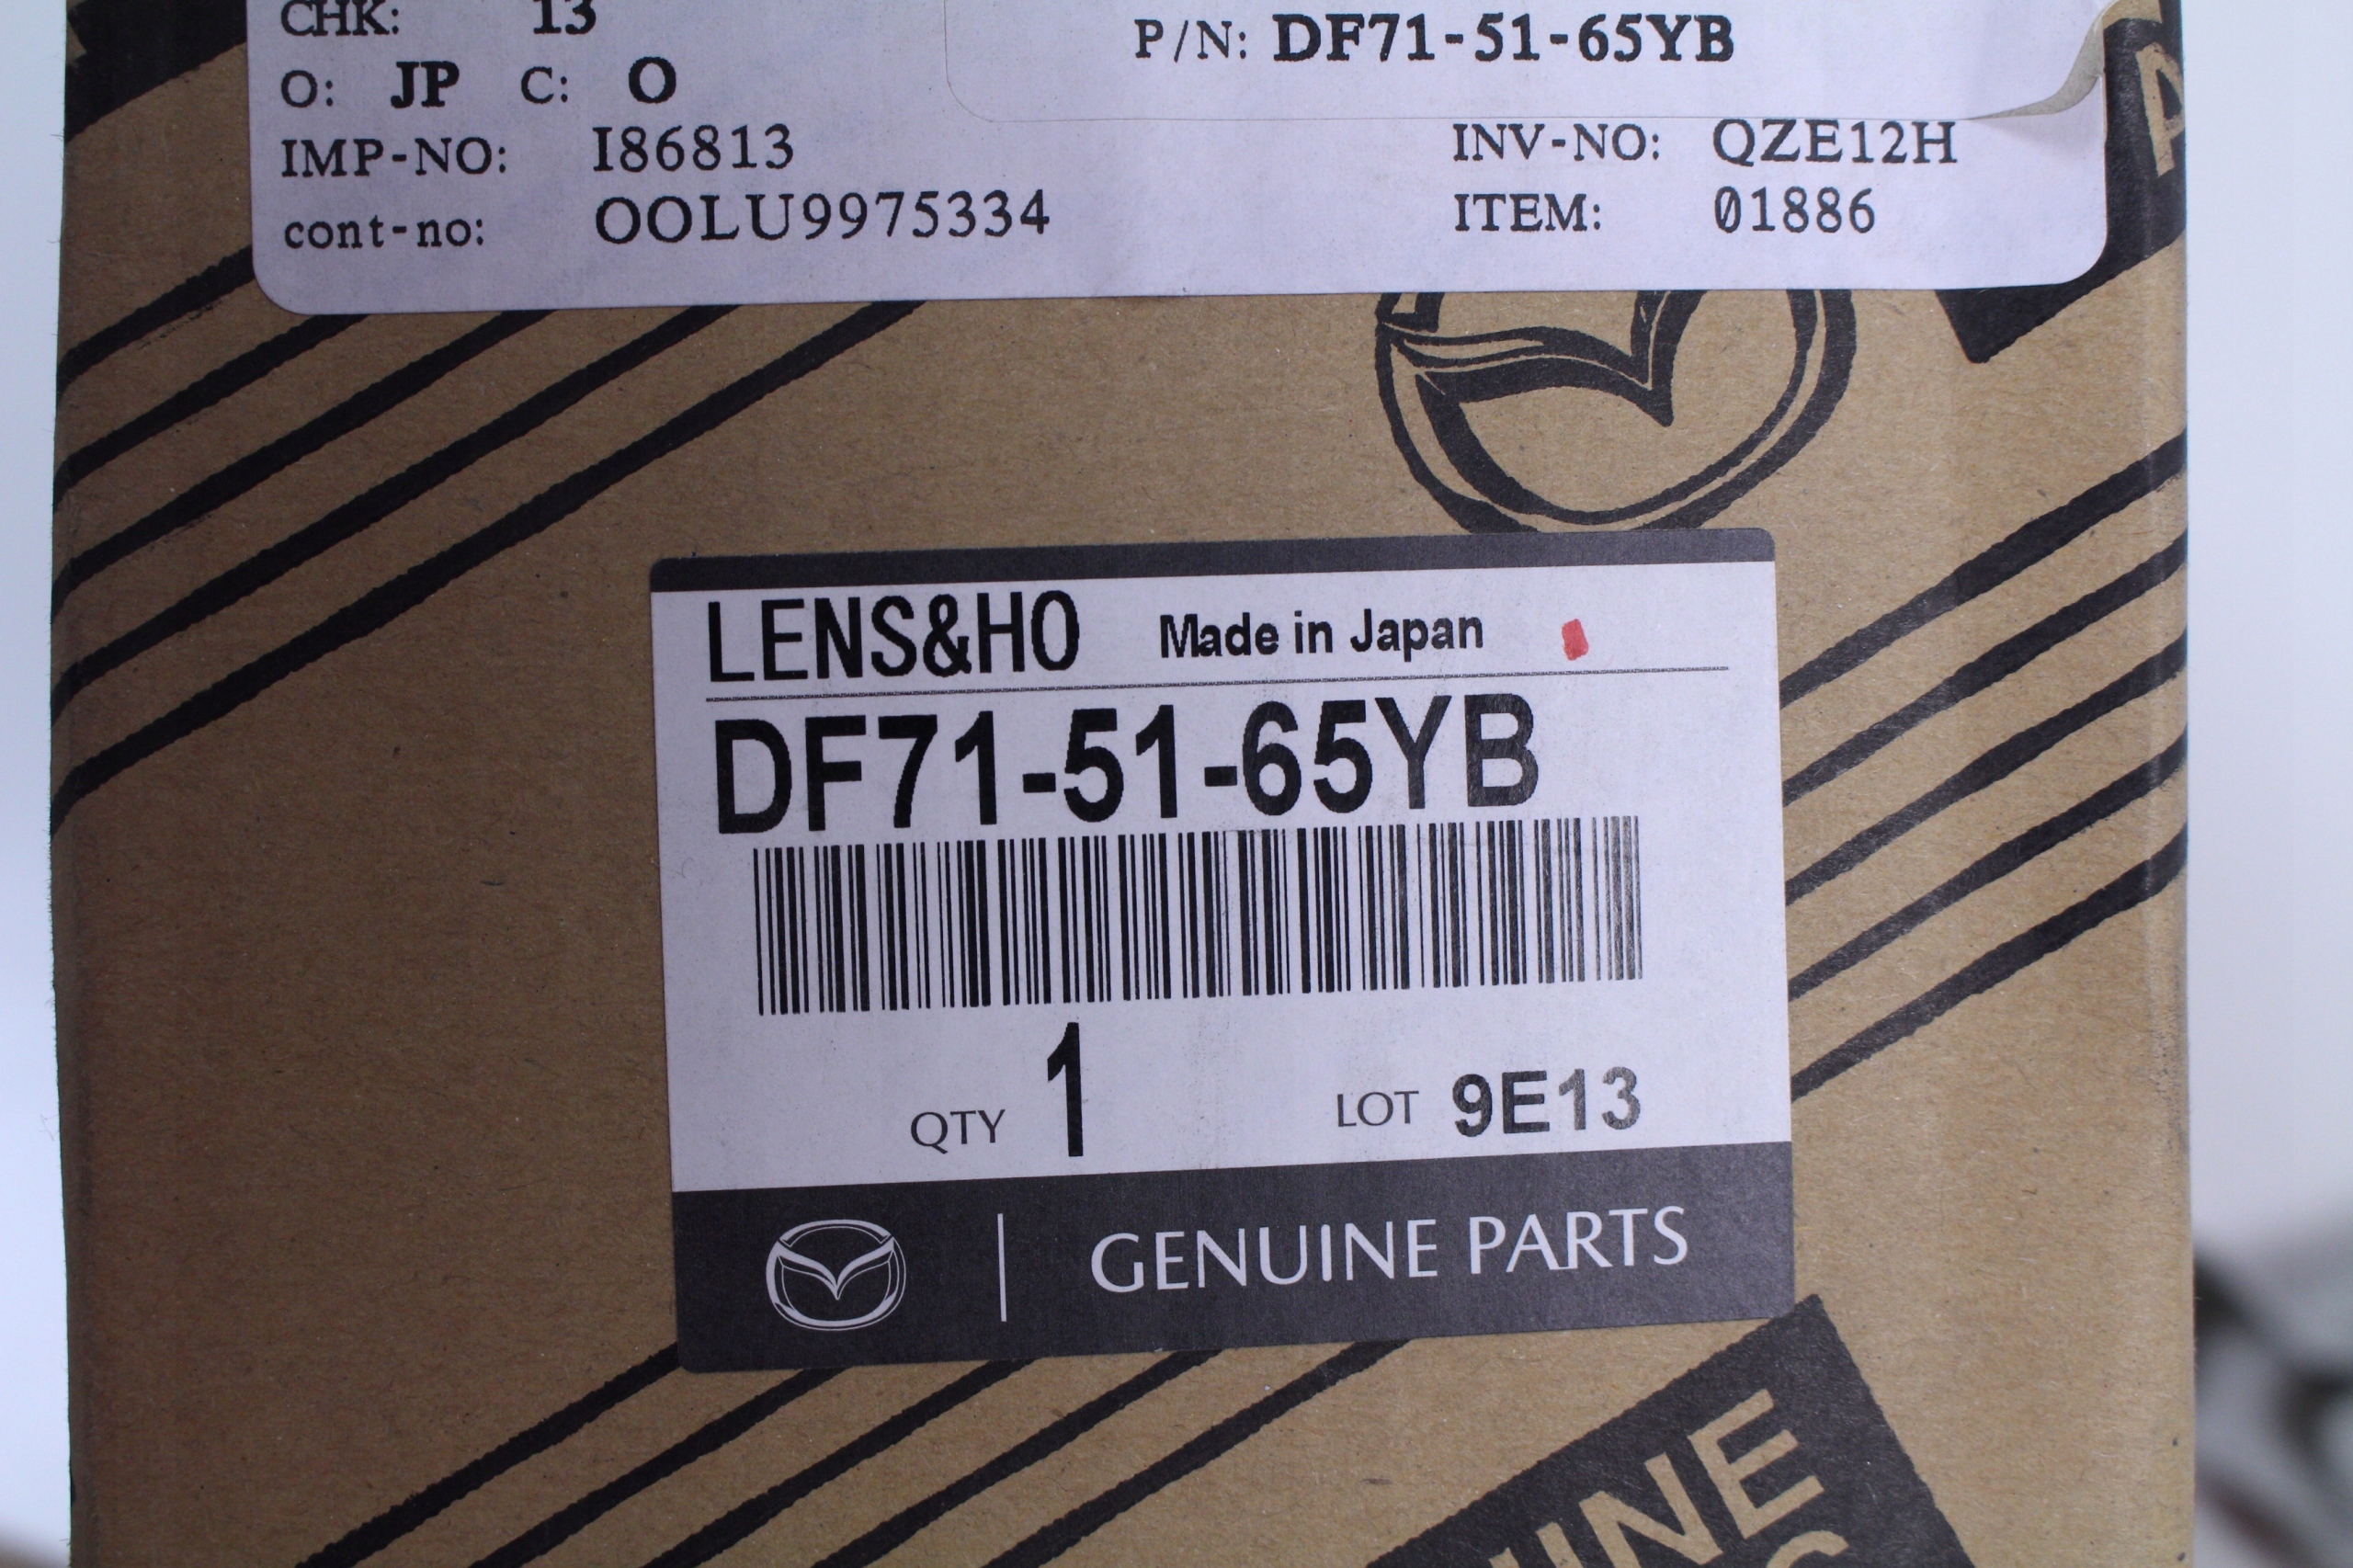 CHK: 13
P/N: DF71-51-65YB
O: JP C: O
IMP-NO: I86813
INV-NO: QZE12H
cont-no: OOLU9975334
ITEM: 01886
LENS&HO Made in Japan
DF71-51-65YB
QTY 1 LOT 9E13
GENUINE PARTS